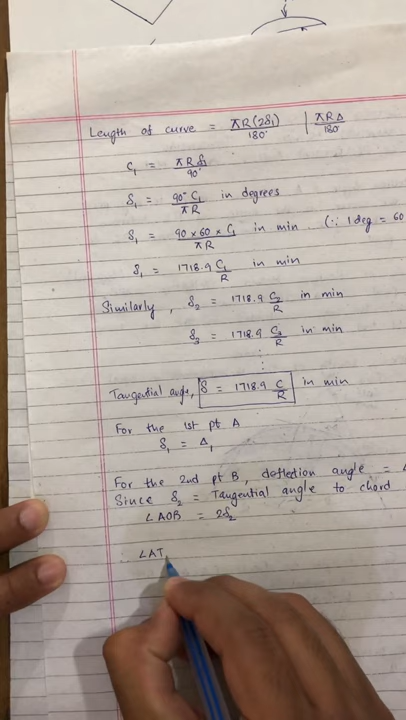 Length of curve = πR(2δ₁)/180° | πRΔ/180°
C₁ = πRδ₁/90°
δ₁ = 90° C₁/πR in degrees
δ₁ = 90 × 60 × C₁/πR in min (∵ 1 deg = 60
δ₁ = 1718.9 C₁/R in min
Similarly, δ₂ = 1718.9 C₂/R in min
δ₃ = 1718.9 C₃/R in min
⋮
Tangential angle, δ = 1718.9 C/R in min
For the 1st pt A
δ₁ = Δ₁
For the 2nd pt B, deflection angle =
Since δ₂ = Tangential angle to chord
∠AOB = 2δ₂
∠AT